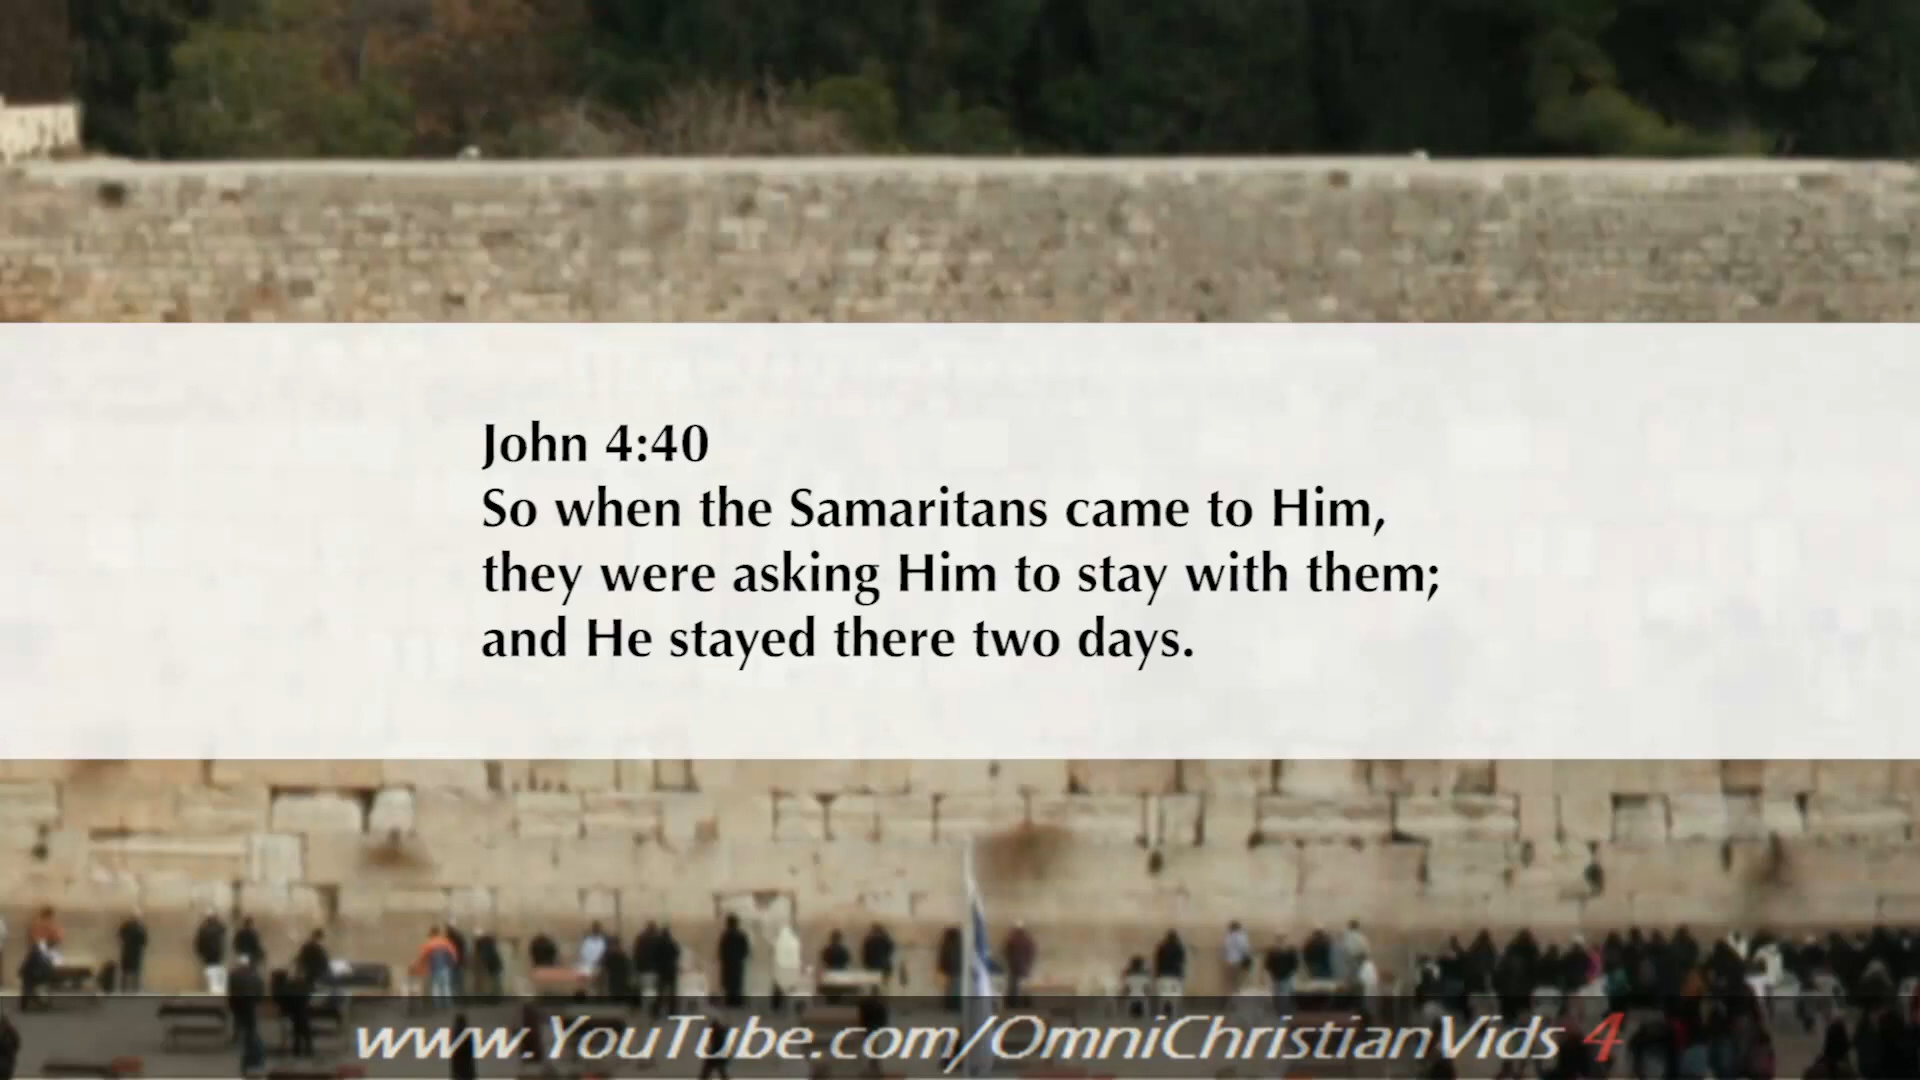 John 4:40
So when the Samaritans came to Him,
they were asking Him to stay with them;
and He stayed there two days.
www.YouTube.com/OmniChristianVids 4